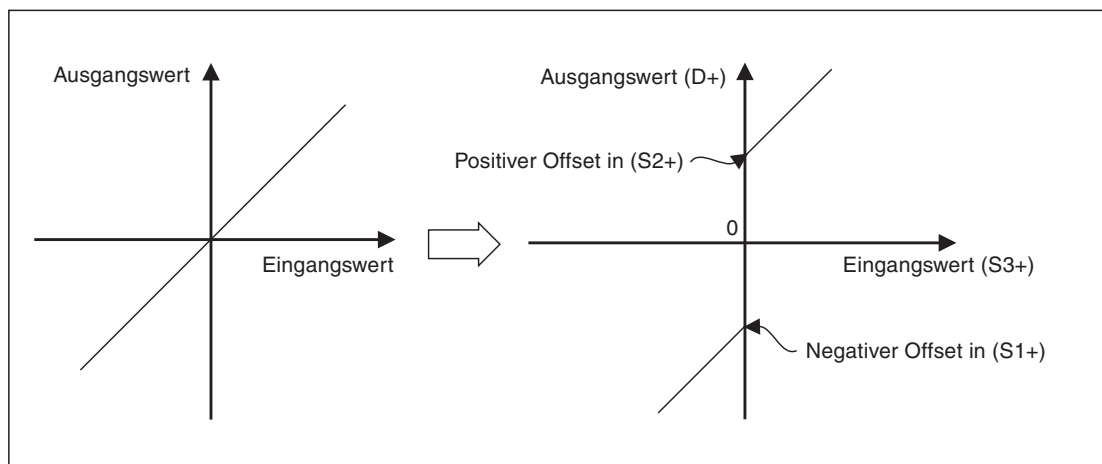 Ausgangswert
Eingangswert
Ausgangswert (D+)
Positiver Offset in (S2+)
0
Eingangswert (S3+)
Negativer Offset in (S1+)